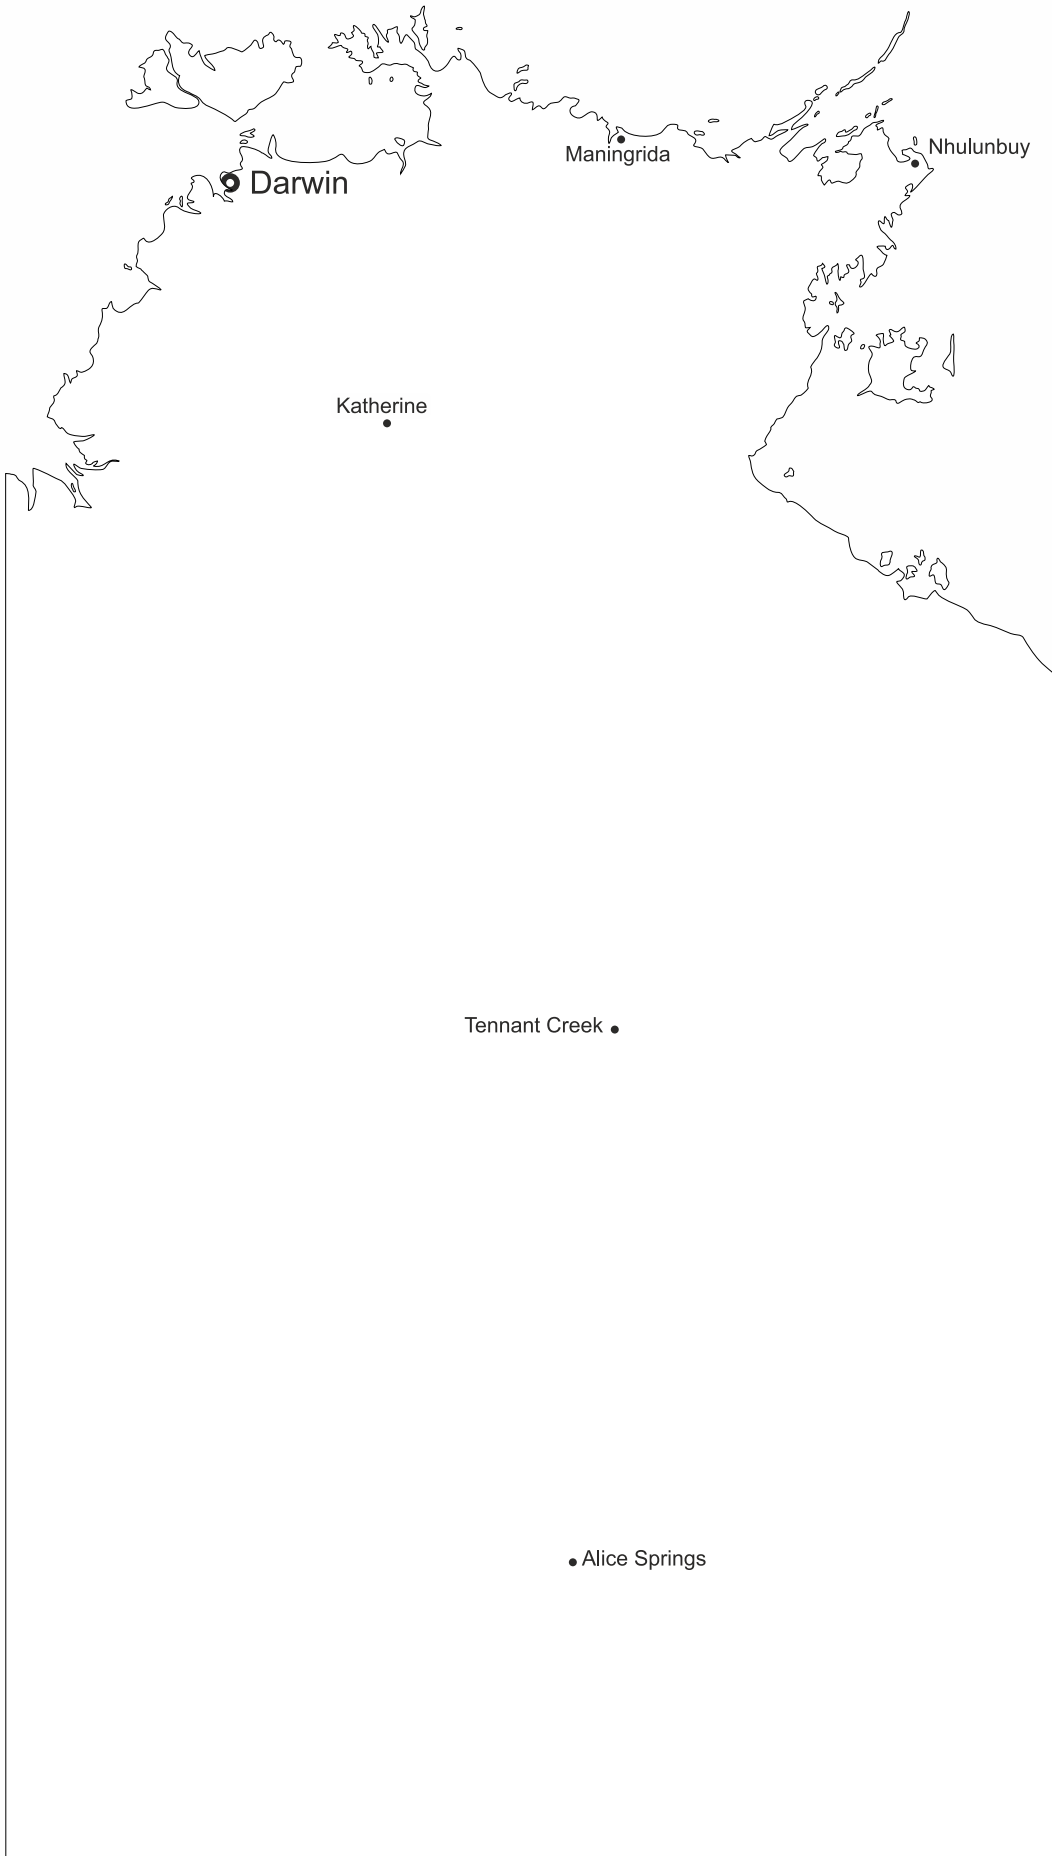 Nhulunbuy
Maningrida
Darwin
Katherine
Tennant Creek
Alice Springs